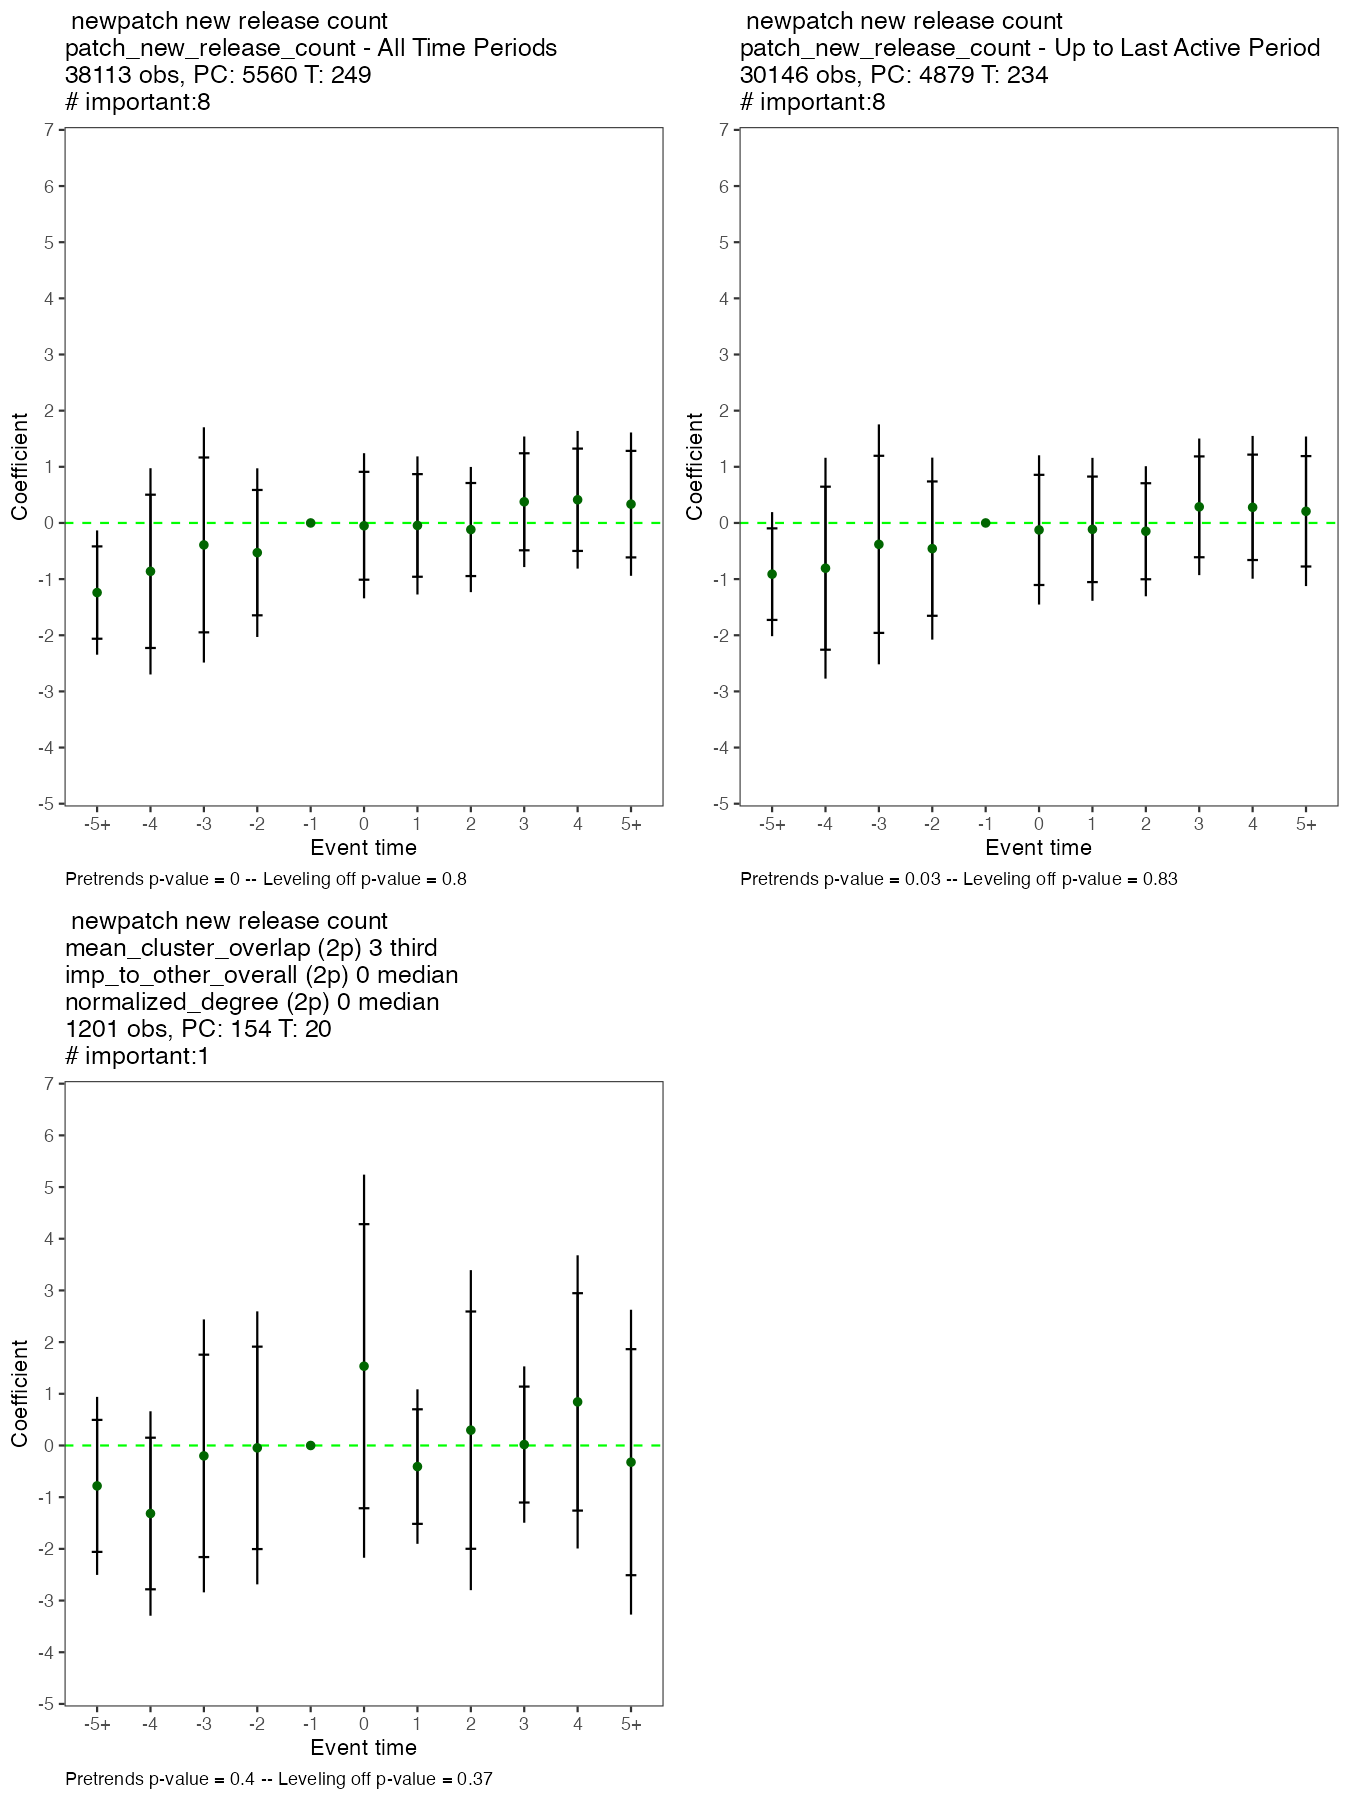 newpatch new release count
patch_new_release_count - All Time Periods
38113 obs, PC: 5560 T: 249
# important:8
7
6
5
4
3
2
1
0
-1
-2
-3
-4
-5
Coefficient
-5+ -4 -3 -2 -1 0 1 2 3 4 5+
Event time
Pretrends p-value = 0 -- Leveling off p-value = 0.8
newpatch new release count
patch_new_release_count - Up to Last Active Period
30146 obs, PC: 4879 T: 234
# important:8
7
6
5
4
3
2
1
0
-1
-2
-3
-4
-5
Coefficient
-5+ -4 -3 -2 -1 0 1 2 3 4 5+
Event time
Pretrends p-value = 0.03 -- Leveling off p-value = 0.83
newpatch new release count
mean_cluster_overlap (2p) 3 third
imp_to_other_overall (2p) 0 median
normalized_degree (2p) 0 median
1201 obs, PC: 154 T: 20
# important:1
7
6
5
4
3
2
1
0
-1
-2
-3
-4
-5
Coefficient
-5+ -4 -3 -2 -1 0 1 2 3 4 5+
Event time
Pretrends p-value = 0.4 -- Leveling off p-value = 0.37